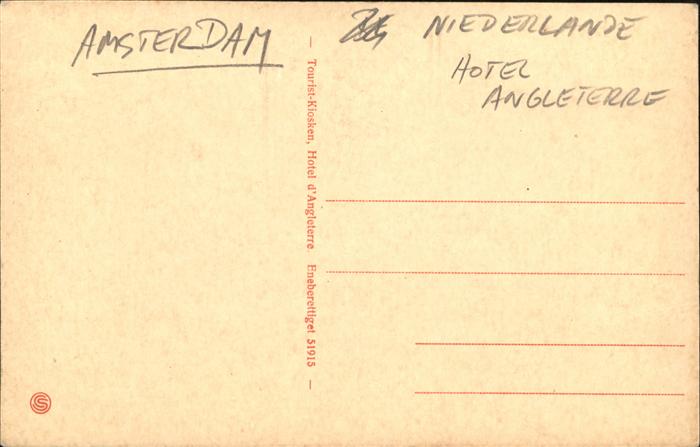 AMSTERDAM
NIEDERLANDE
HOTEL
ANGLETERRE
— Tourist-Kiosken, Hotel d'Angleterre Eneberettiget 51915 —
S